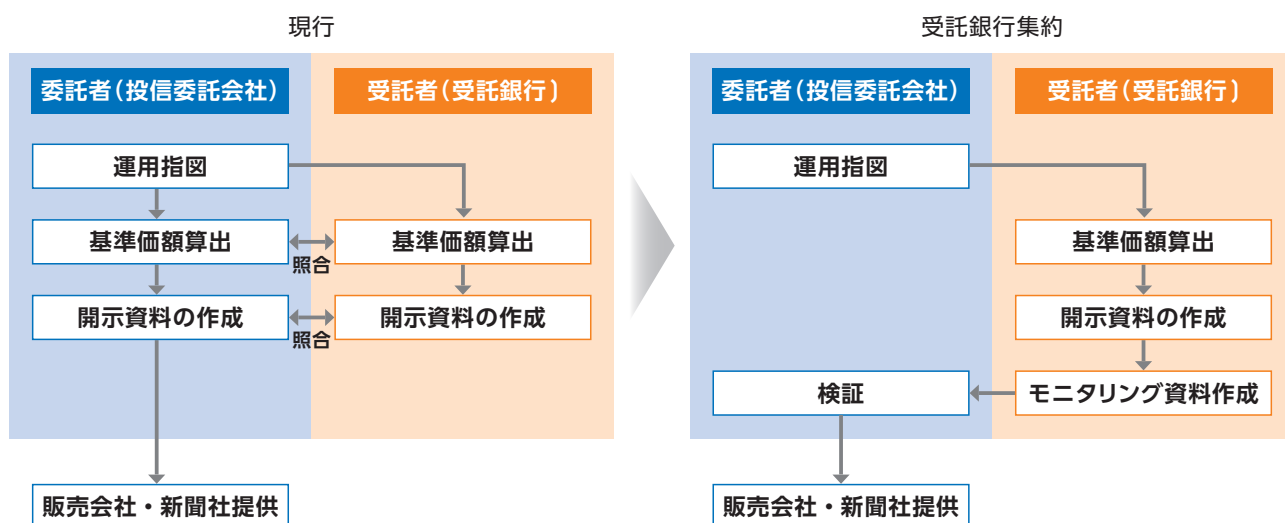 現行
委託者(投信委託会社)
受託者(受託銀行)
運用指図
基準価額算出
照合
基準価額算出
開示資料の作成
照合
開示資料の作成
販売会社・新聞社提供
受託銀行集約
委託者(投信委託会社)
受託者(受託銀行)
運用指図
基準価額算出
開示資料の作成
検証
モニタリング資料作成
販売会社・新聞社提供